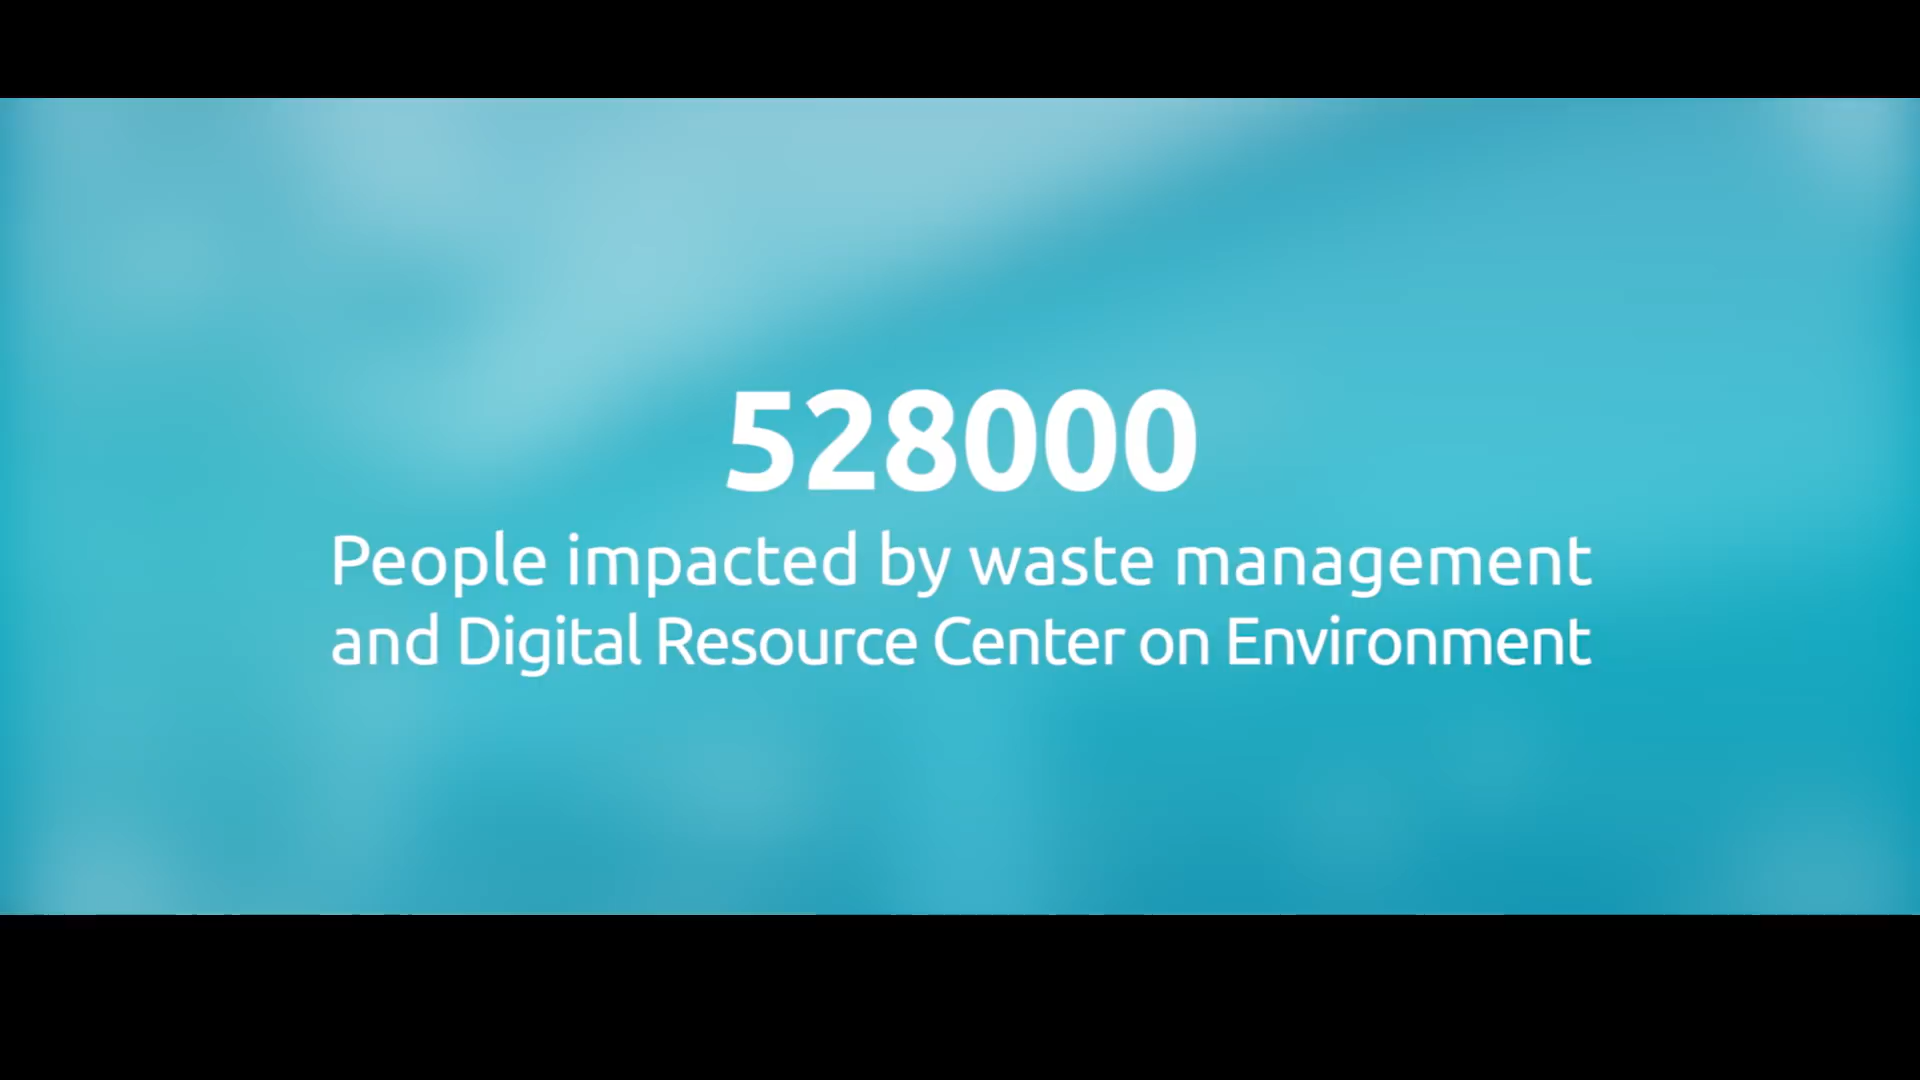 528000
People impacted by waste management
and Digital Resource Center on Environment